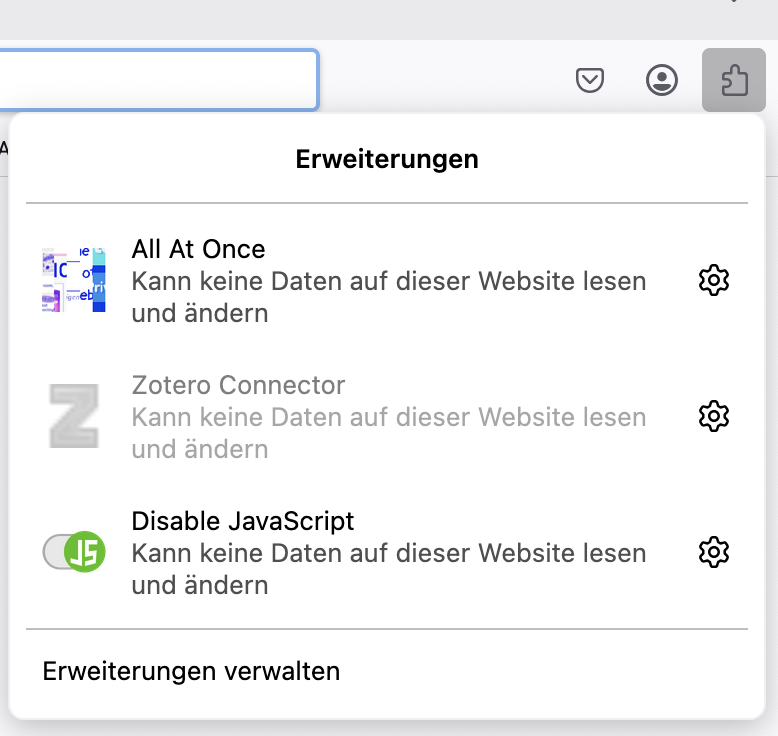 A
Erweiterungen
All At Once
Kann keine Daten auf dieser Website lesen
und ändern
Zotero Connector
Kann keine Daten auf dieser Website lesen
und ändern
JS
Disable JavaScript
Kann keine Daten auf dieser Website lesen
und ändern
Erweiterungen verwalten